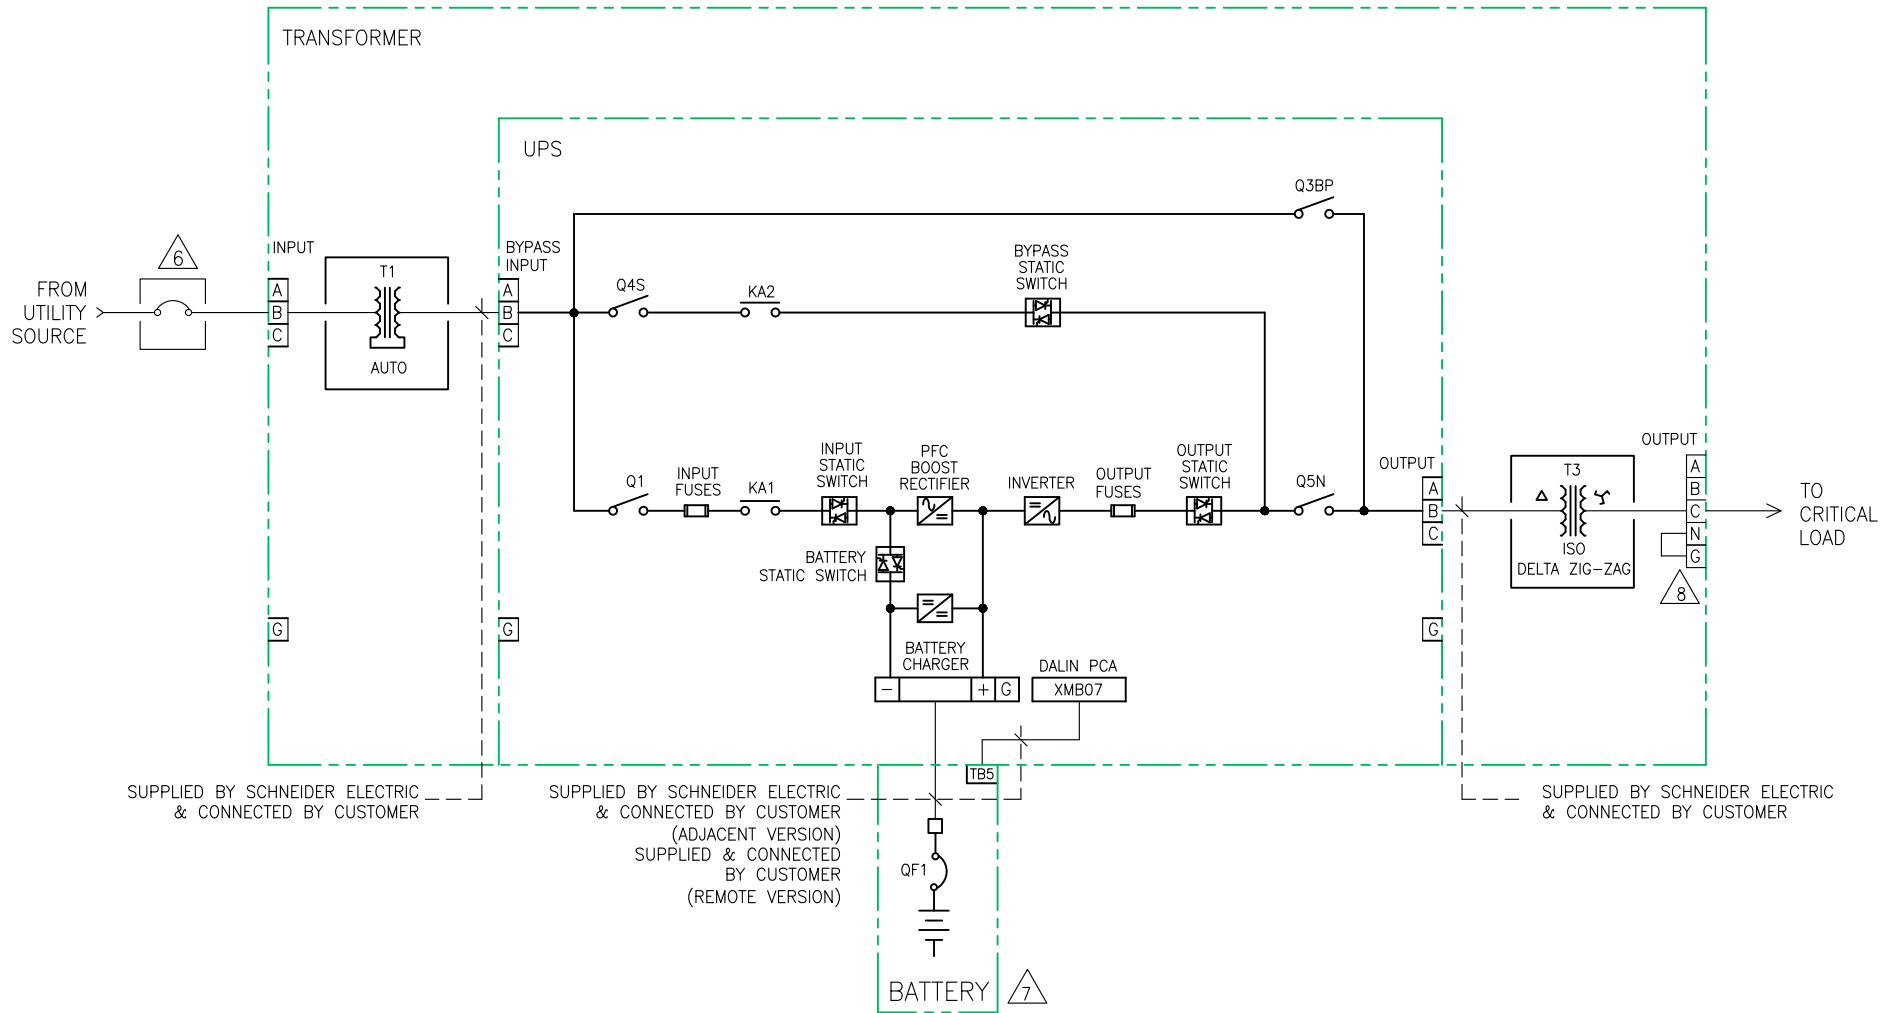 TRANSFORMER
UPS
Q3BP
6
INPUT
T1
AUTO
BYPASS
INPUT
Q4S
KA2
BYPASS
STATIC
SWITCH
FROM
UTILITY
SOURCE
A
B
C
A
B
C
Q1
INPUT
FUSES
KA1
INPUT
STATIC
SWITCH
PFC
BOOST
RECTIFIER
INVERTER
OUTPUT
FUSES
OUTPUT
STATIC
SWITCH
Q5N
OUTPUT
A
B
C
T3
ISO
DELTA ZIG-ZAG
OUTPUT
A
B
C
N
G
8
TO
CRITICAL
LOAD
BATTERY
STATIC SWITCH
G
G
G
BATTERY
CHARGER
- + G
DALIN PCA
XMB07
TB5
SUPPLIED BY SCHNEIDER ELECTRIC
& CONNECTED BY CUSTOMER
SUPPLIED BY SCHNEIDER ELECTRIC
& CONNECTED BY CUSTOMER
(ADJACENT VERSION)
SUPPLIED & CONNECTED
BY CUSTOMER
(REMOTE VERSION)
SUPPLIED BY SCHNEIDER ELECTRIC
& CONNECTED BY CUSTOMER
QF1
BATTERY
7